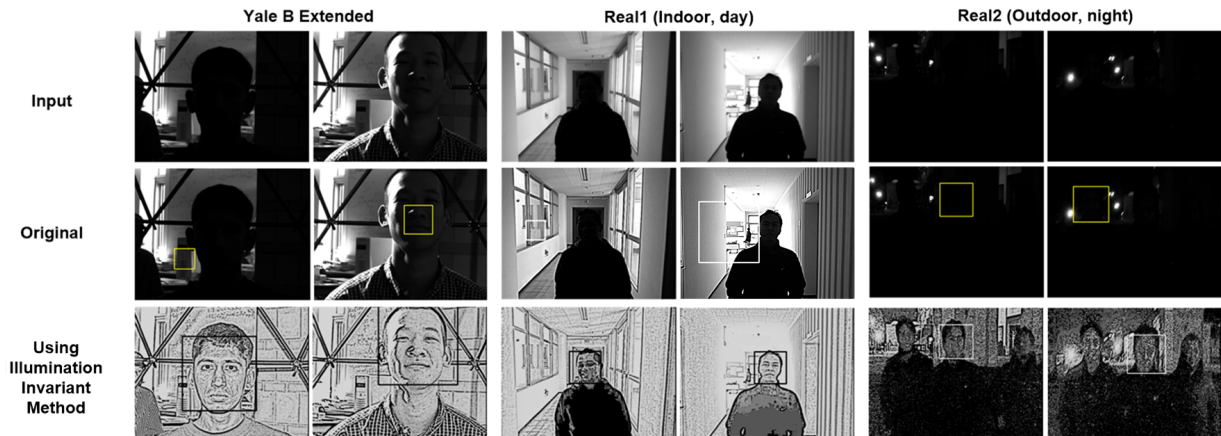 Yale B Extended
Real1 (Indoor, day)
Real2 (Outdoor, night)
Input
Original
Using
Illumination
Invariant
Method